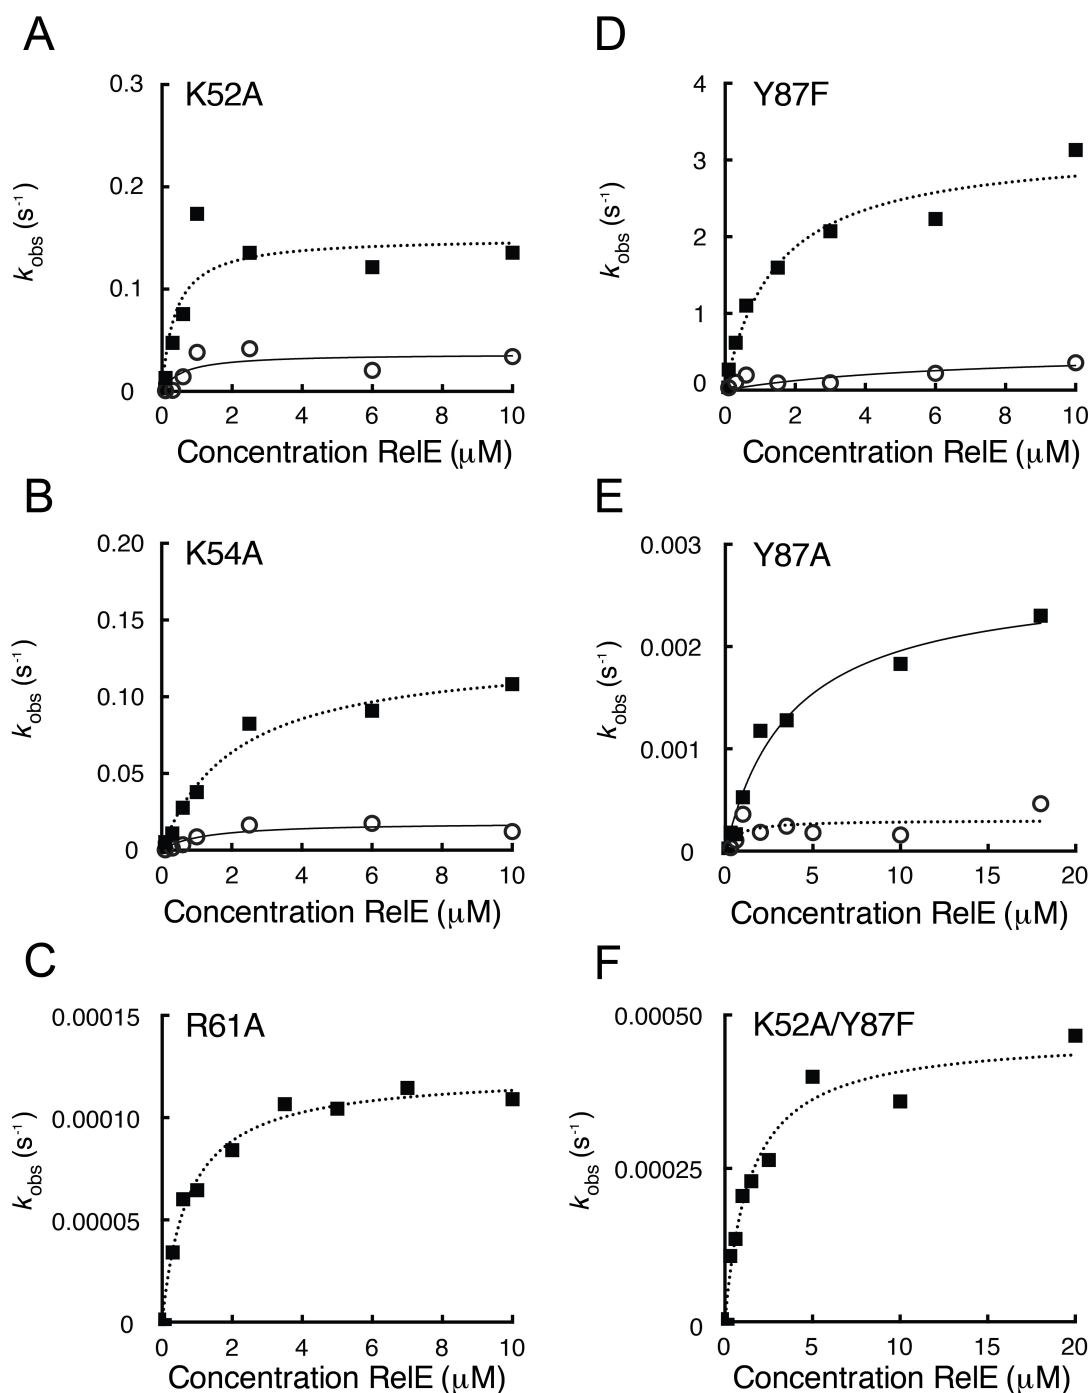 A
K52A
0.3
0.2
0.1
0
kobs (s-1)
0 2 4 6 8 10
Concentration RelE (μM)
D
Y87F
4
3
2
1
0
kobs (s-1)
0 2 4 6 8 10
Concentration RelE (μM)
B
K54A
0.20
0.15
0.10
0.05
0
kobs (s-1)
0 2 4 6 8 10
Concentration RelE (μM)
E
Y87A
0.003
0.002
0.001
0
kobs (s-1)
0 5 10 15 20
Concentration RelE (μM)
C
R61A
0.00015
0.00010
0.00005
0
kobs (s-1)
0 2 4 6 8 10
Concentration RelE (μM)
F
K52A/Y87F
0.00050
0.00025
0
kobs (s-1)
0 5 10 15 20
Concentration RelE (μM)